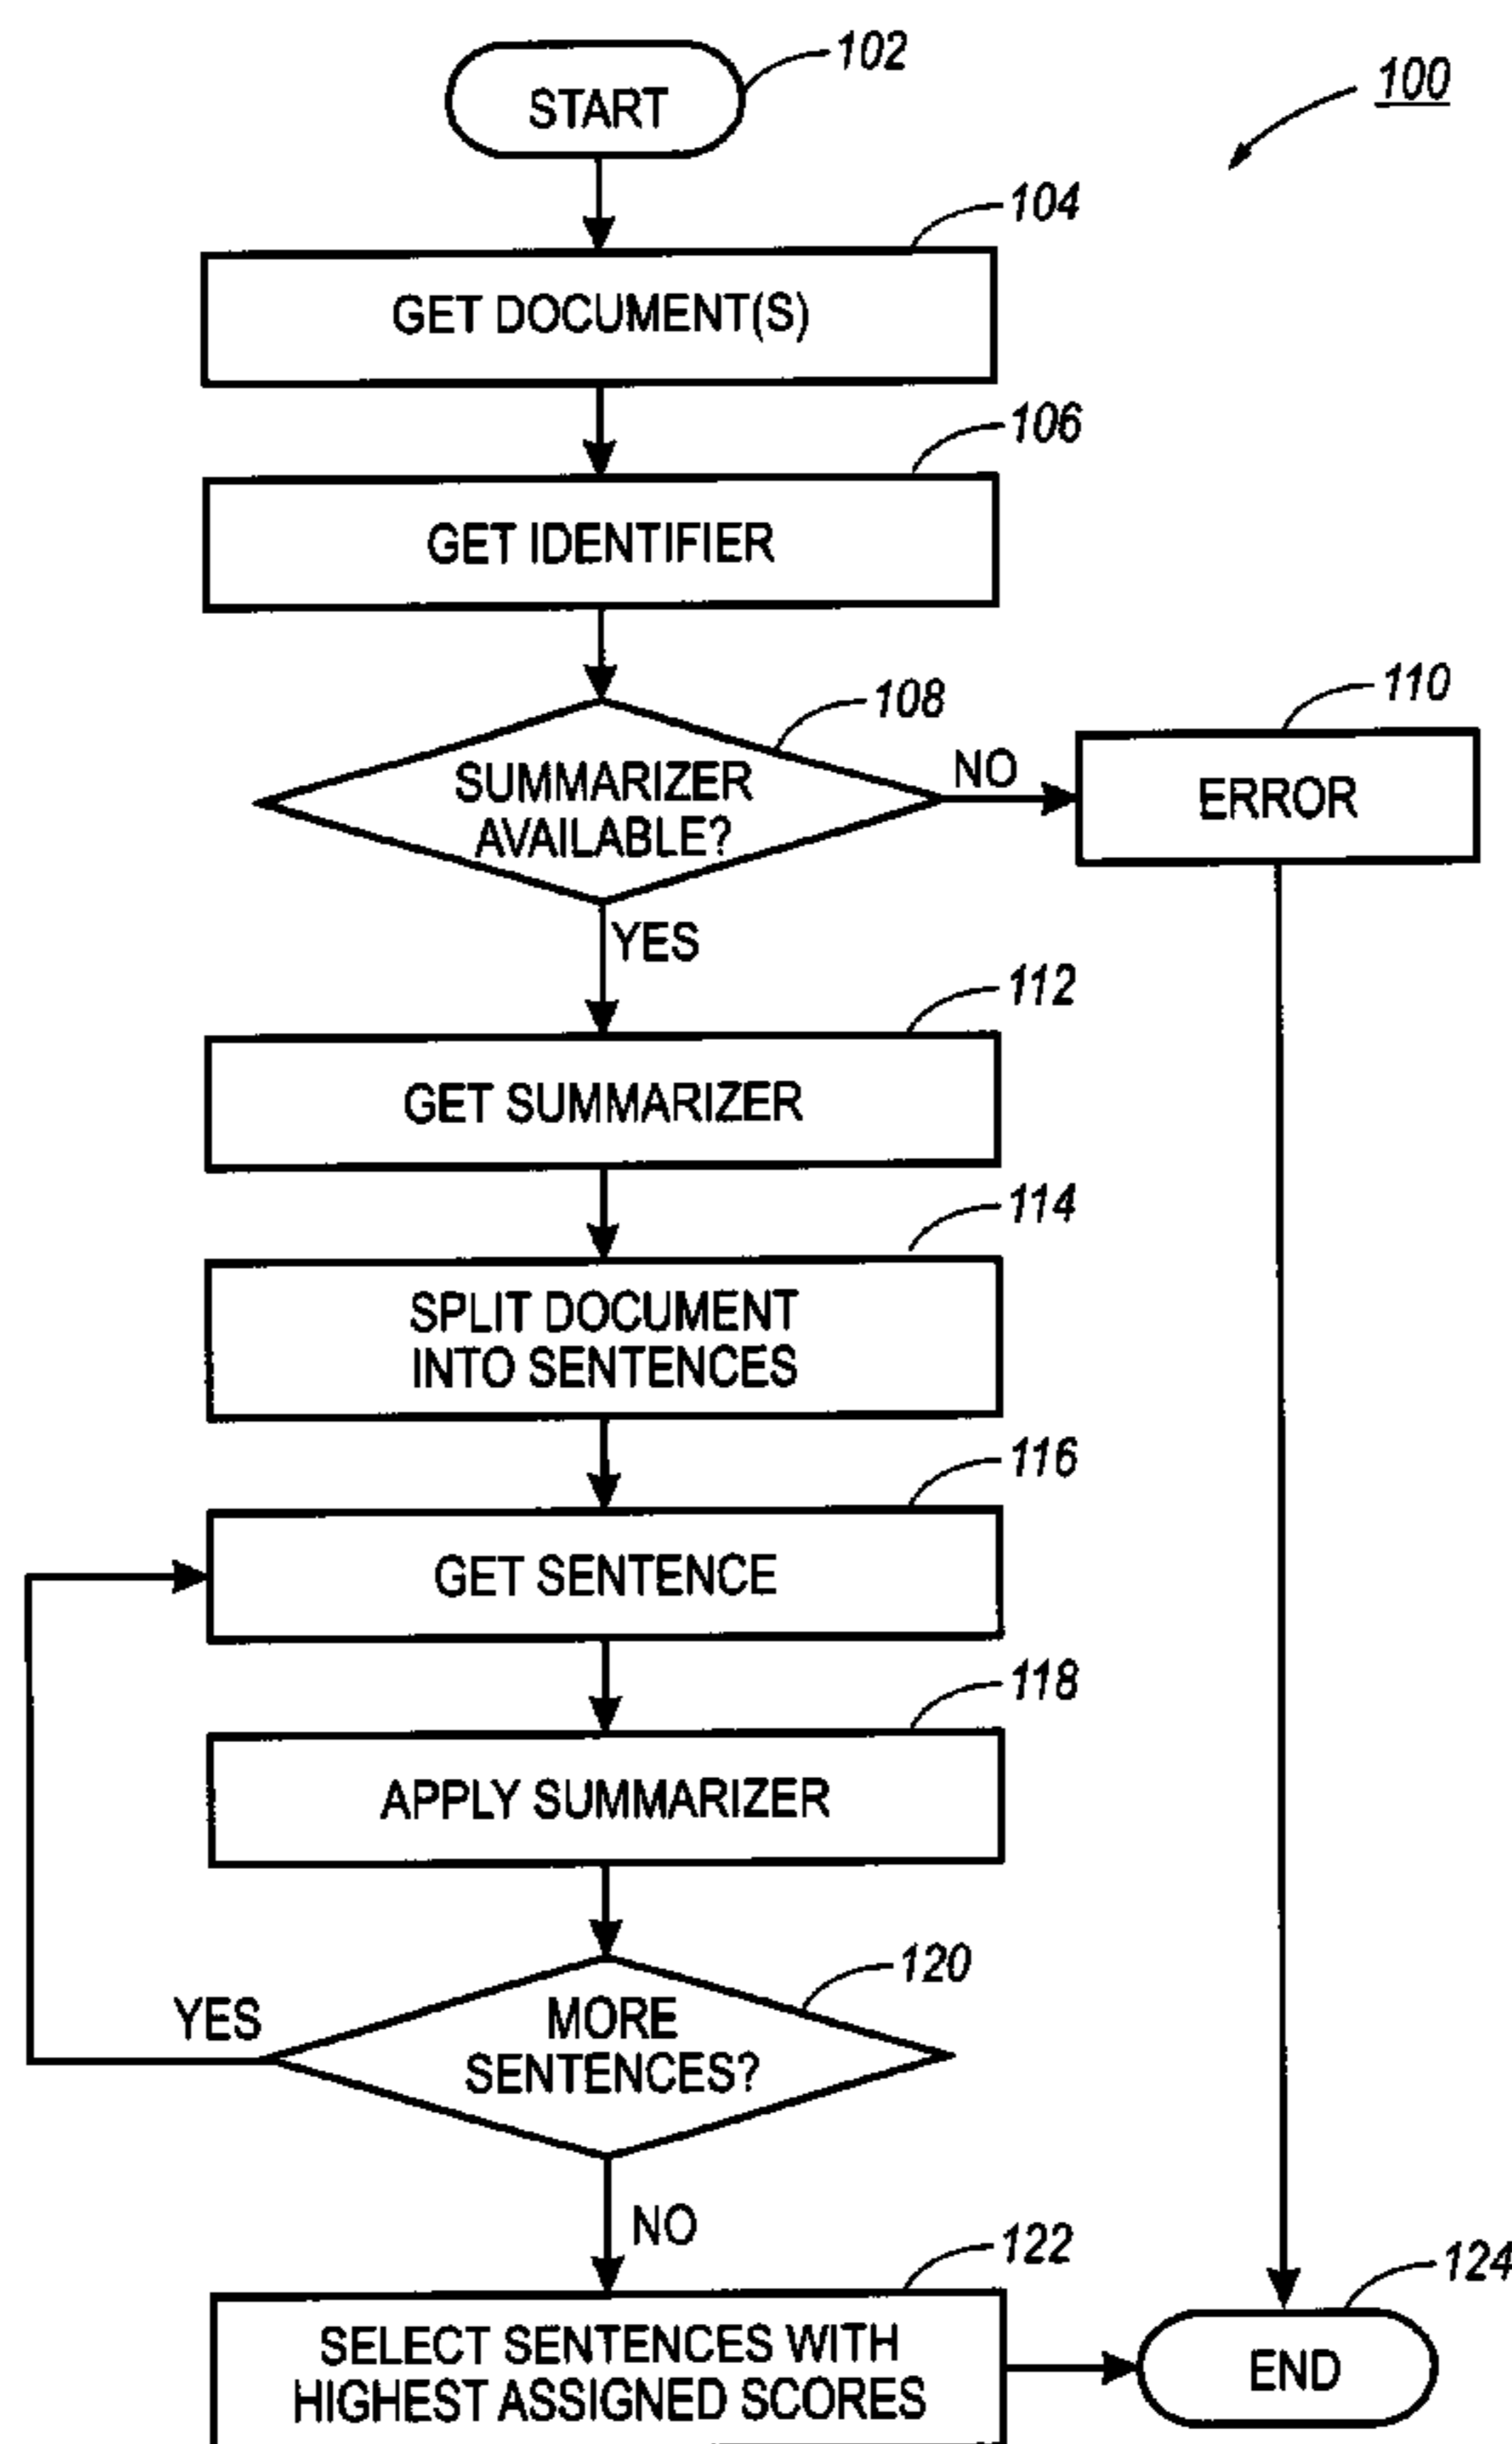 102
START
100
104
GET DOCUMENT(S)
106
GET IDENTIFIER
108
SUMMARIZER
AVAILABLE?
NO
110
ERROR
YES
112
GET SUMMARIZER
114
SPLIT DOCUMENT
INTO SENTENCES
116
GET SENTENCE
118
APPLY SUMMARIZER
120
MORE
SENTENCES?
YES
NO
122
SELECT SENTENCES WITH
HIGHEST ASSIGNED SCORES
124
END